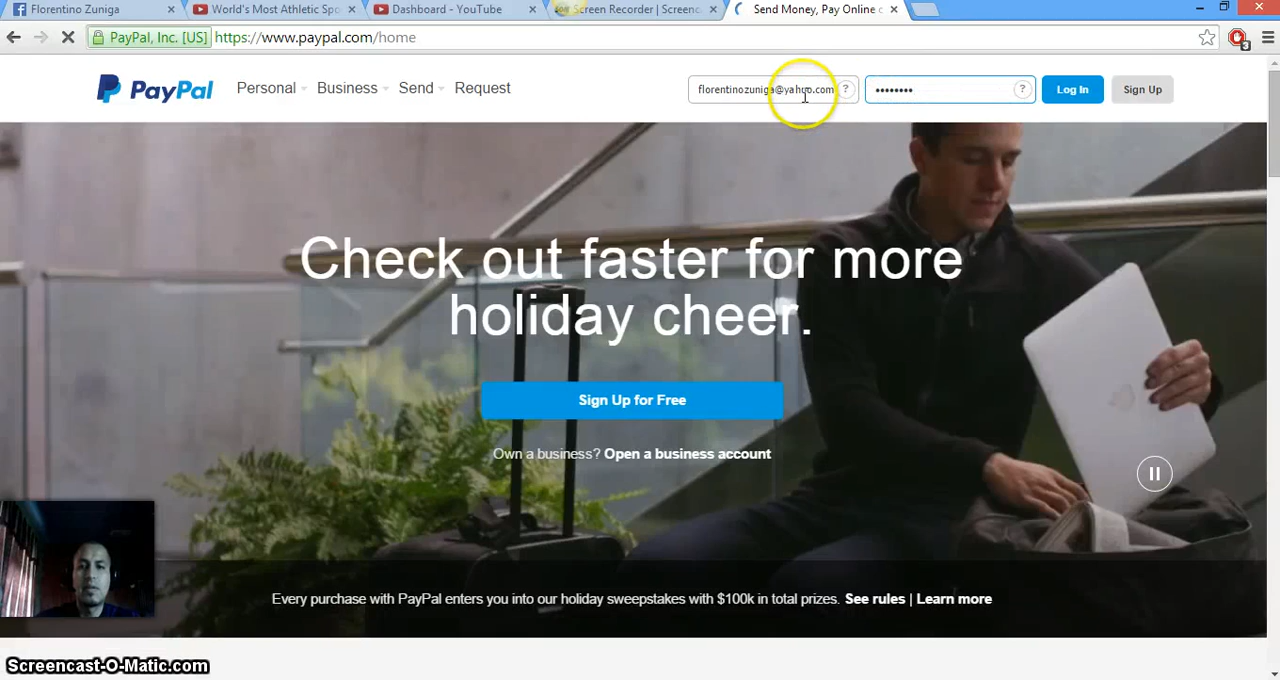 Florentino Zuniga
World's Most Athletic Spo
Dashboard - YouTube
Screen Recorder | Screenc
Send Money, Pay Online o
PayPal, Inc. [US] https://www.paypal.com/home
3
PayPal Personal Business Send Request florentinozuniga@yahoo.com ? •••••••• ? Log In Sign Up
Check out faster for more
holiday cheer.
Sign Up for Free
Own a business? Open a business account
Every purchase with PayPal enters you into our holiday sweepstakes with $100k in total prizes. See rules | Learn more
Screencast-O-Matic.com